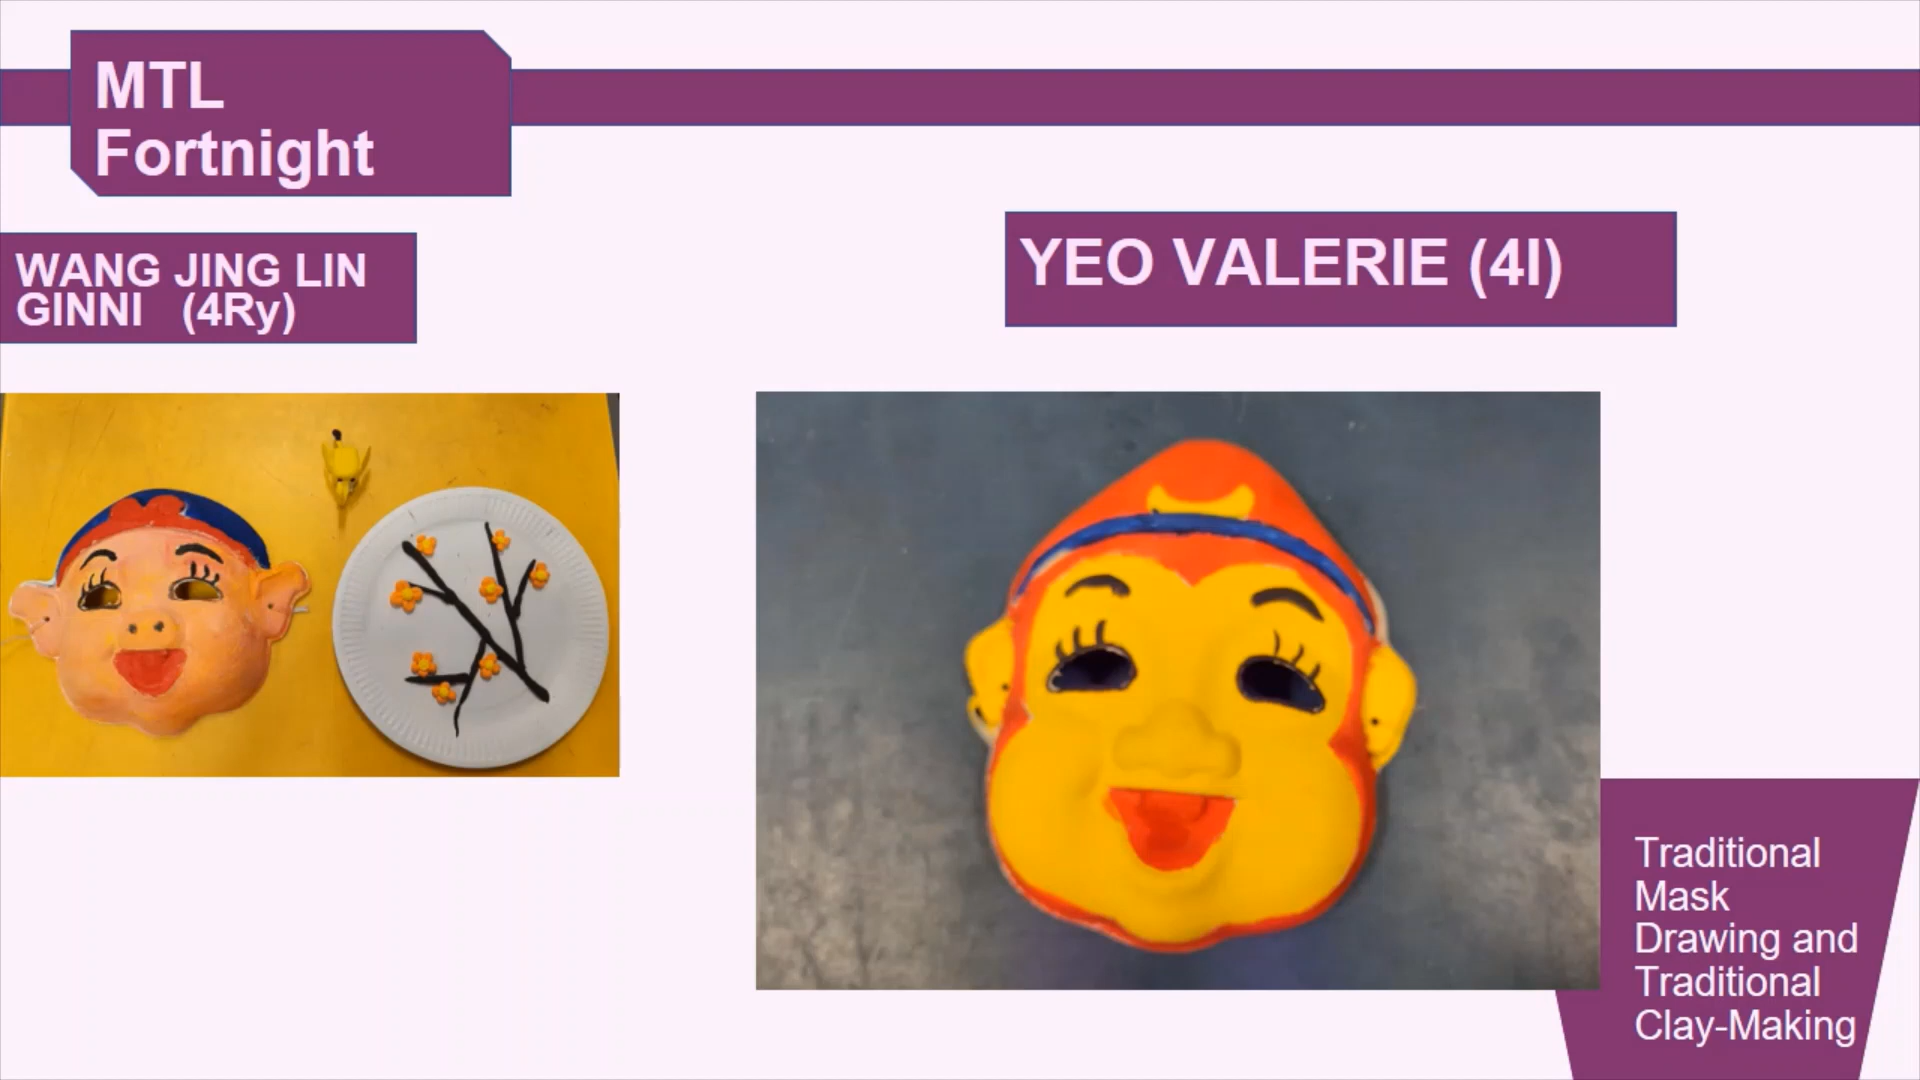 MTL
Fortnight
WANG JING LIN
GINNI (4Ry)
YEO VALERIE (4I)
Traditional
Mask
Drawing and
Traditional
Clay-Making